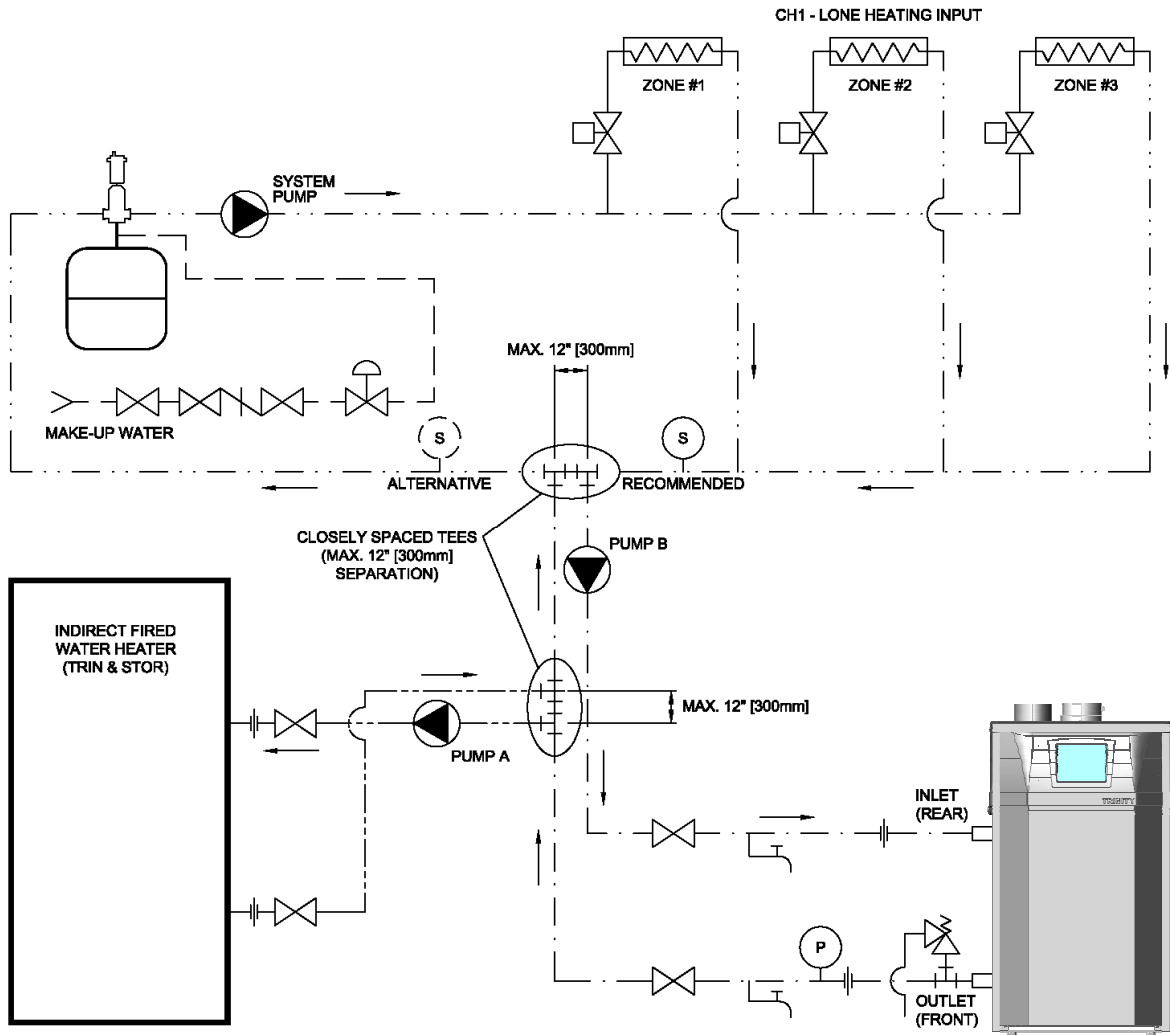 CH1 - LONE HEATING INPUT
ZONE #1
ZONE #2
ZONE #3
SYSTEM
PUMP
MAX. 12" [300mm]
MAKE-UP WATER
S
S
ALTERNATIVE
RECOMMENDED
CLOSELY SPACED TEES
(MAX. 12" [300mm]
SEPARATION)
PUMP B
INDIRECT FIRED
WATER HEATER
(TRIN & STOR)
MAX. 12" [300mm]
PUMP A
INLET
(REAR)
TRINITY
P
OUTLET
(FRONT)